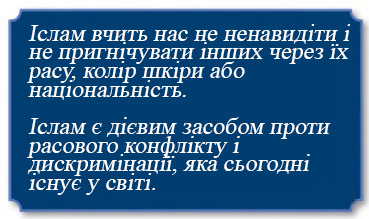 Іслам вчить нас не ненавидіти і
не пригнічувати інших через їх
расу, колір шкіри або
національність.
Іслам є дієвим засобом проти
расового конфлікту і
дискримінації, яка сьогодні
існує у світі.